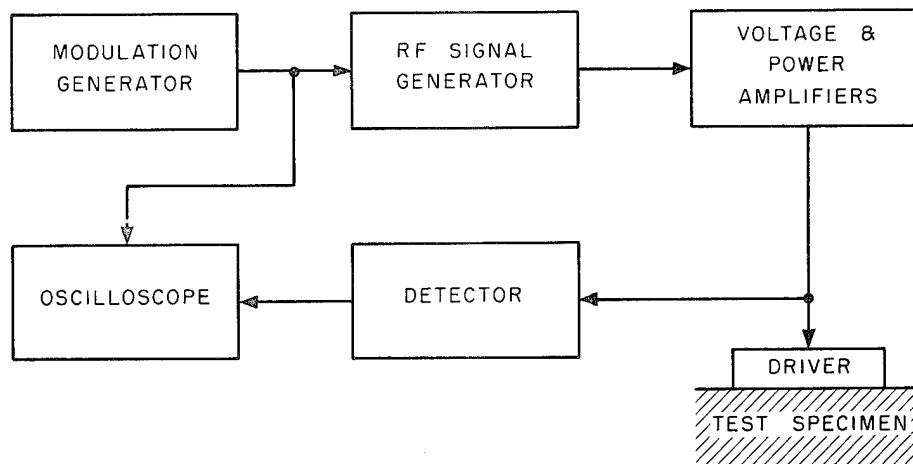 MODULATION
GENERATOR
RF SIGNAL
GENERATOR
VOLTAGE &
POWER
AMPLIFIERS
OSCILLOSCOPE
DETECTOR
DRIVER
TEST SPECIMEN